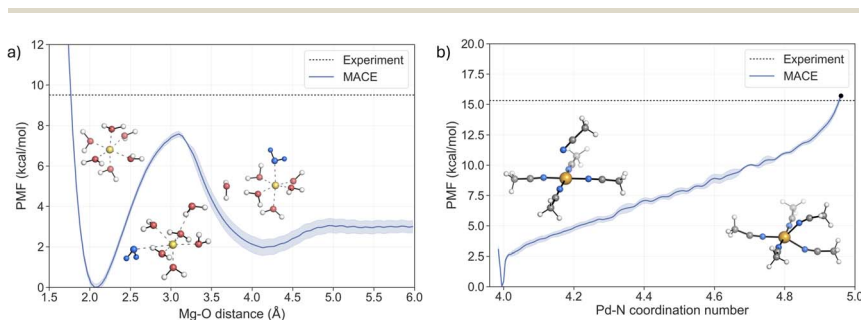 a)
12
10
8
6
4
2
0
PMF (kcal/mol)
Experiment
MACE
1.5 2.0 2.5 3.0 3.5 4.0 4.5 5.0 5.5 6.0
Mg-O distance (Å)
b)
20.0
17.5
15.0
12.5
10.0
7.5
5.0
2.5
0.0
PMF (kcal/mol)
Experiment
MACE
4.0 4.2 4.4 4.6 4.8 5.0
Pd-N coordination number